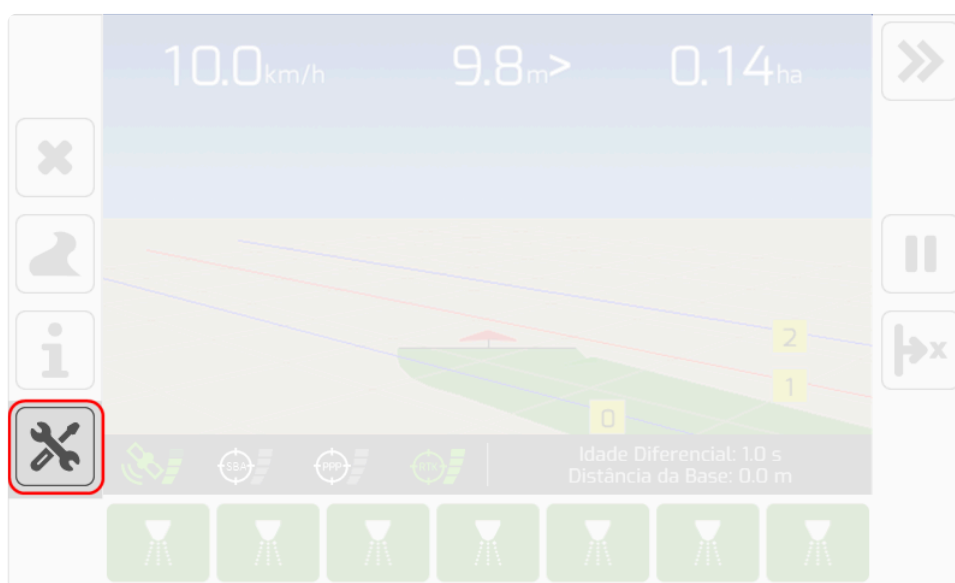 10.0km/h 9.8m> 0.14ha
2
1
0
SBA PPP RTK Idade Diferencial: 1.0 s
Distância da Base: 0.0 m
x